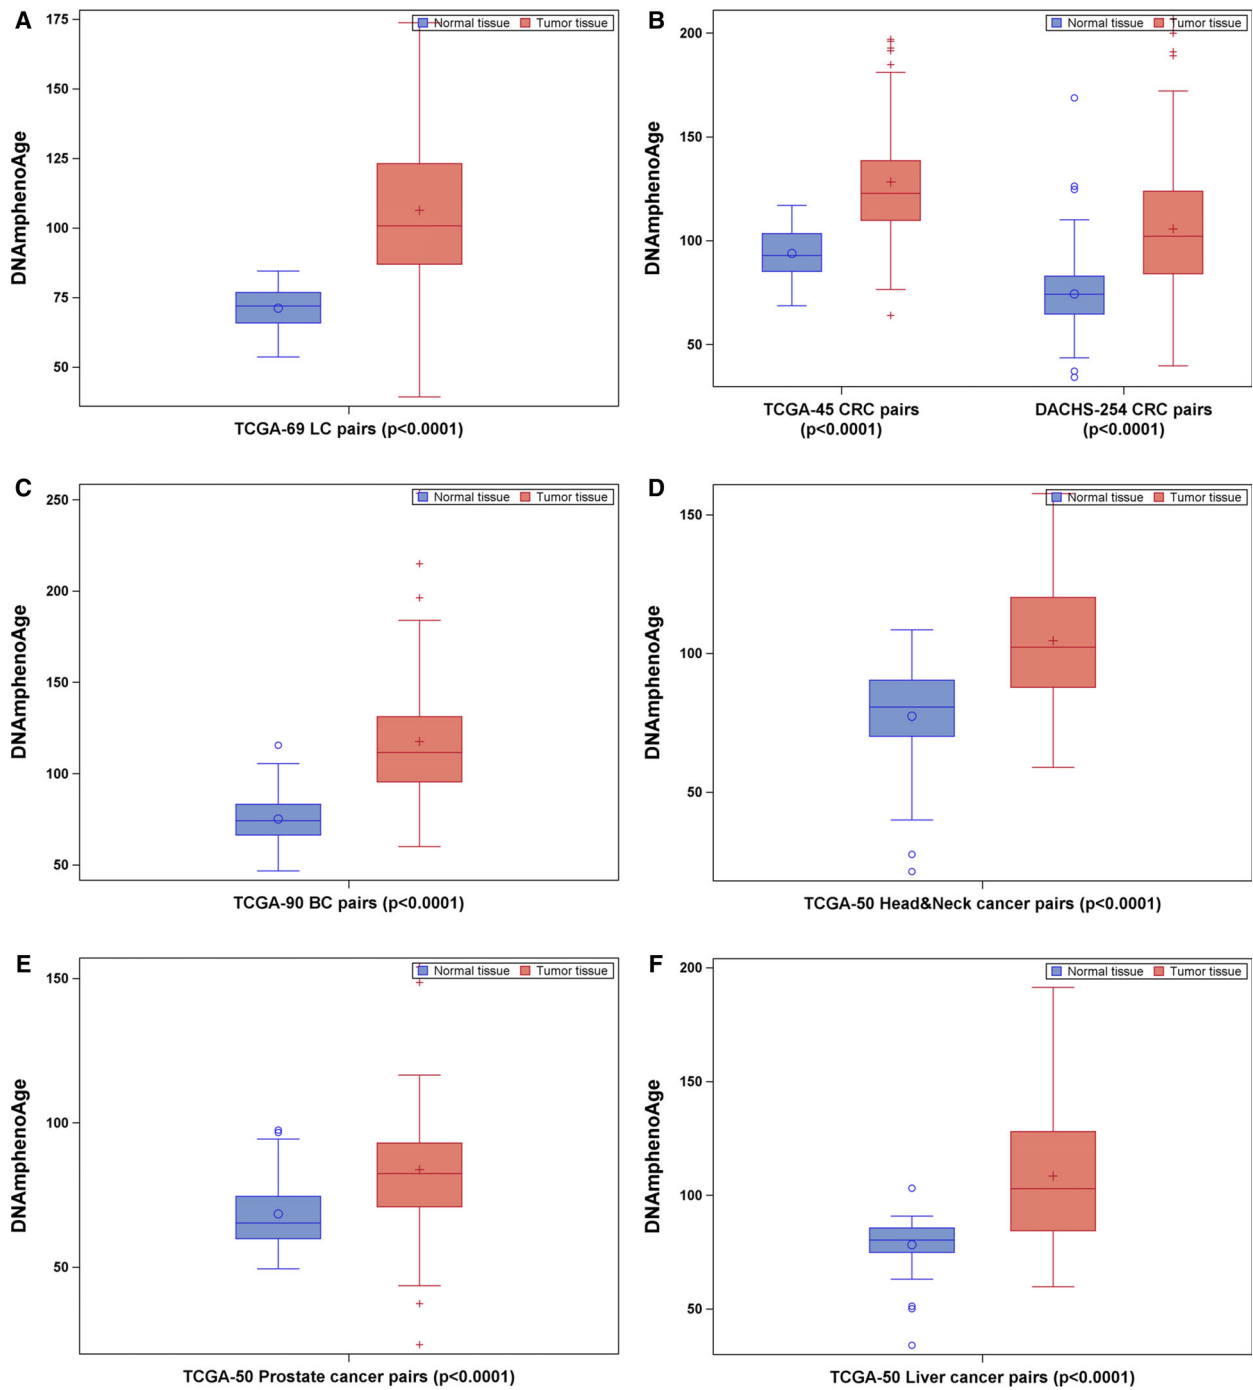 A
DNAmphenoAge
175
150
125
100
75
50
Normal tissue Tumor tissue
TCGA-69 LC pairs (p<0.0001)
B
DNAmphenoAge
200
150
100
50
Normal tissue Tumor tissue
TCGA-45 CRC pairs
(p<0.0001)
DACHS-254 CRC pairs
(p<0.0001)
C
DNAmphenoAge
250
200
150
100
50
Normal tissue Tumor tissue
TCGA-90 BC pairs (p<0.0001)
D
DNAmphenoAge
150
100
50
Normal tissue Tumor tissue
TCGA-50 Head&Neck cancer pairs (p<0.0001)
E
DNAmphenoAge
150
100
50
Normal tissue Tumor tissue
TCGA-50 Prostate cancer pairs (p<0.0001)
F
DNAmphenoAge
200
150
100
50
Normal tissue Tumor tissue
TCGA-50 Liver cancer pairs (p<0.0001)